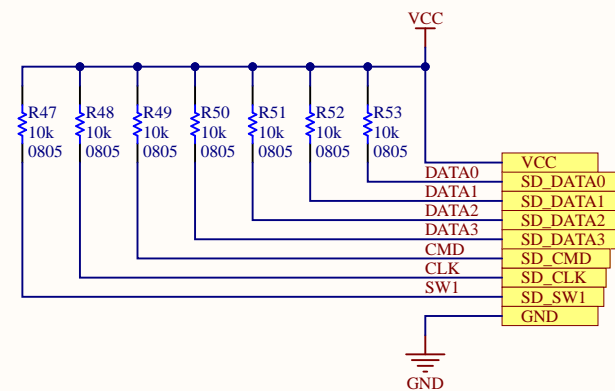 VCC
R47 R48 R49 R50 R51 R52 R53
10k 10k 10k 10k 10k 10k 10k
0805 0805 0805 0805 0805 0805 0805
VCC
DATA0 SD_DATA0
DATA1 SD_DATA1
DATA2 SD_DATA2
DATA3 SD_DATA3
CMD SD_CMD
CLK SD_CLK
SW1 SD_SW1
GND
GND